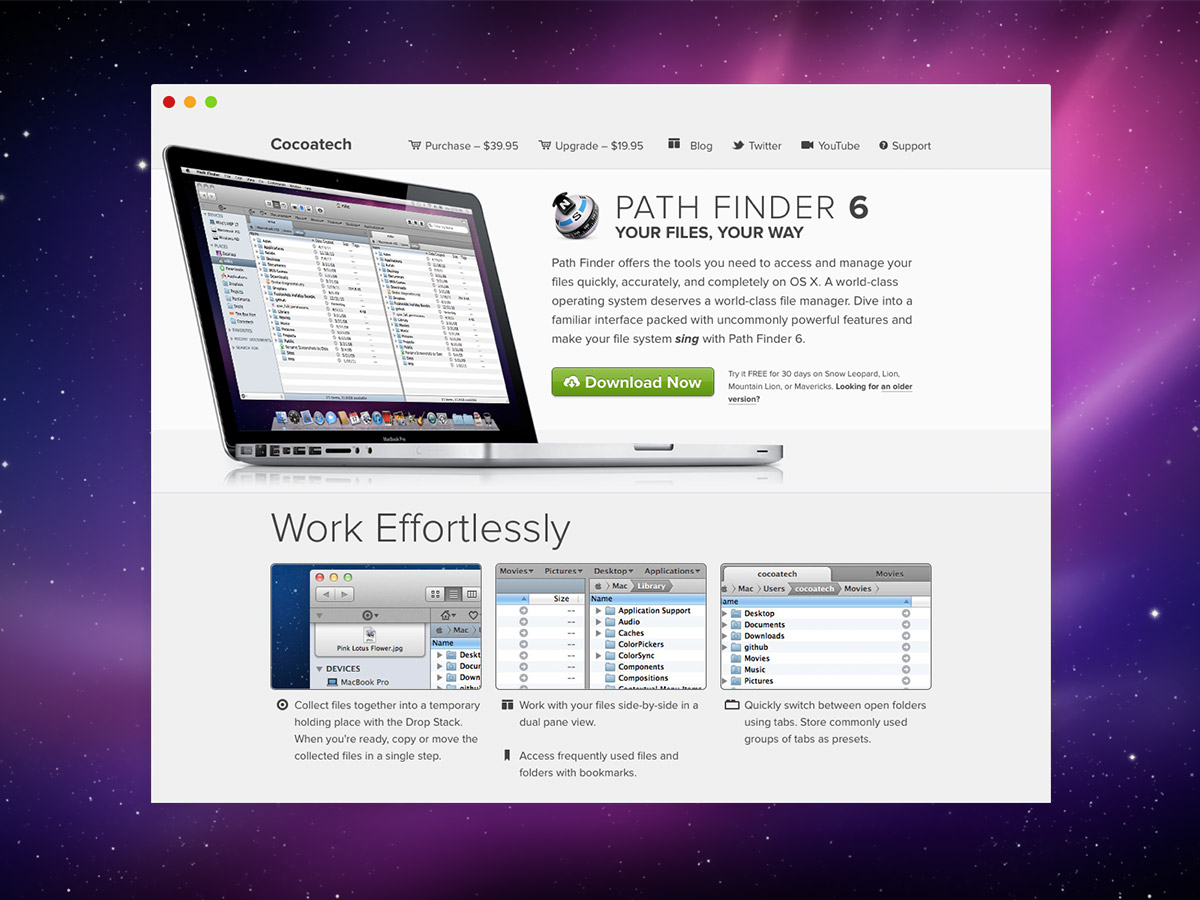 Cocoatech
Purchase – $39.95
Upgrade – $19.95
Blog
Twitter
YouTube
Support
PATH FINDER 6
YOUR FILES, YOUR WAY
Path Finder offers the tools you need to access and manage your
files quickly, accurately, and completely on OS X. A world-class
operating system deserves a world-class file manager. Dive into a
familiar interface packed with uncommonly powerful features and
make your file system sing with Path Finder 6.
Download Now
Try it FREE for 30 days on Snow Leopard, Lion,
Mountain Lion, or Mavericks. Looking for an older
version?
MacBook Pro
Work Effortlessly
Pink Lotus Flower.jpg
DEVICES
MacBook Pro
Mac
Name
Movies
Pictures
Desktop
Applications
Mac
Library
Size
Name
Application Support
Audio
Caches
ColorPickers
ColorSync
Components
Compositions
Contextual Menu Items
cocoatech
Movies
Mac
Users
cocoatech
Movies
ame
Desktop
Documents
Downloads
github
Movies
Music
Pictures
Collect files together into a temporary
holding place with the Drop Stack.
When you're ready, copy or move the
collected files in a single step.
Work with your files side-by-side in a
dual pane view.
Access frequently used files and
folders with bookmarks.
Quickly switch between open folders
using tabs. Store commonly used
groups of tabs as presets.